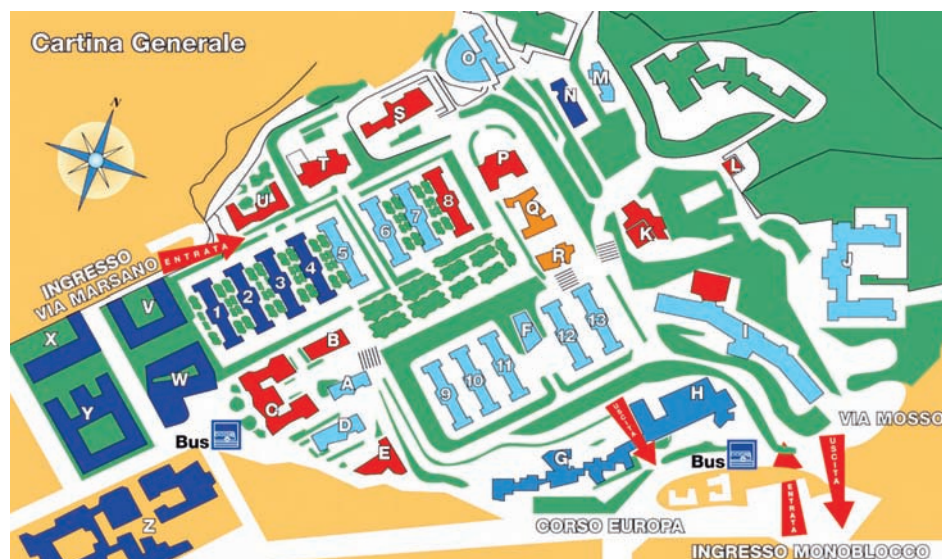 Cartina Generale
N
O
M
N
S
P
L
T
U
8
7
6
Q
K
ENTRATA
INGRESSO
VIA MARSANO
5
4
3
2
1
R
J
V
X
13
12
F
I
B
11
10
9
W
A
C
Y
H
D
VIA MOSSO
Bus
E
USCITA
G
Bus
USCITA
ENTRATA
Z
CORSO EUROPA
INGRESSO MONOBLOCCO